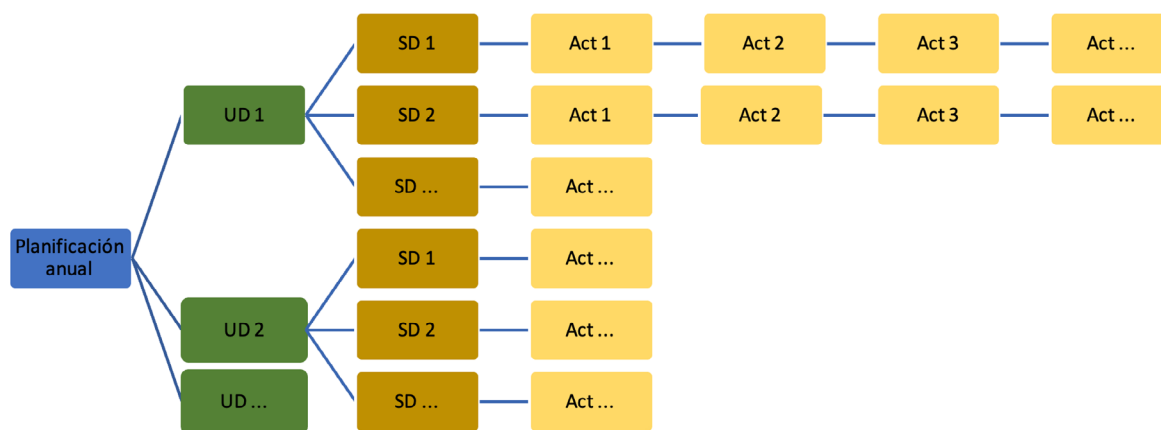 SD 1
Act 1
Act 2
Act 3
Act ...
UD 1
SD 2
Act 1
Act 2
Act 3
Act ...
SD ...
Act ...
Planificación
anual
SD 1
Act ...
UD 2
SD 2
Act ...
UD ...
SD ...
Act ...